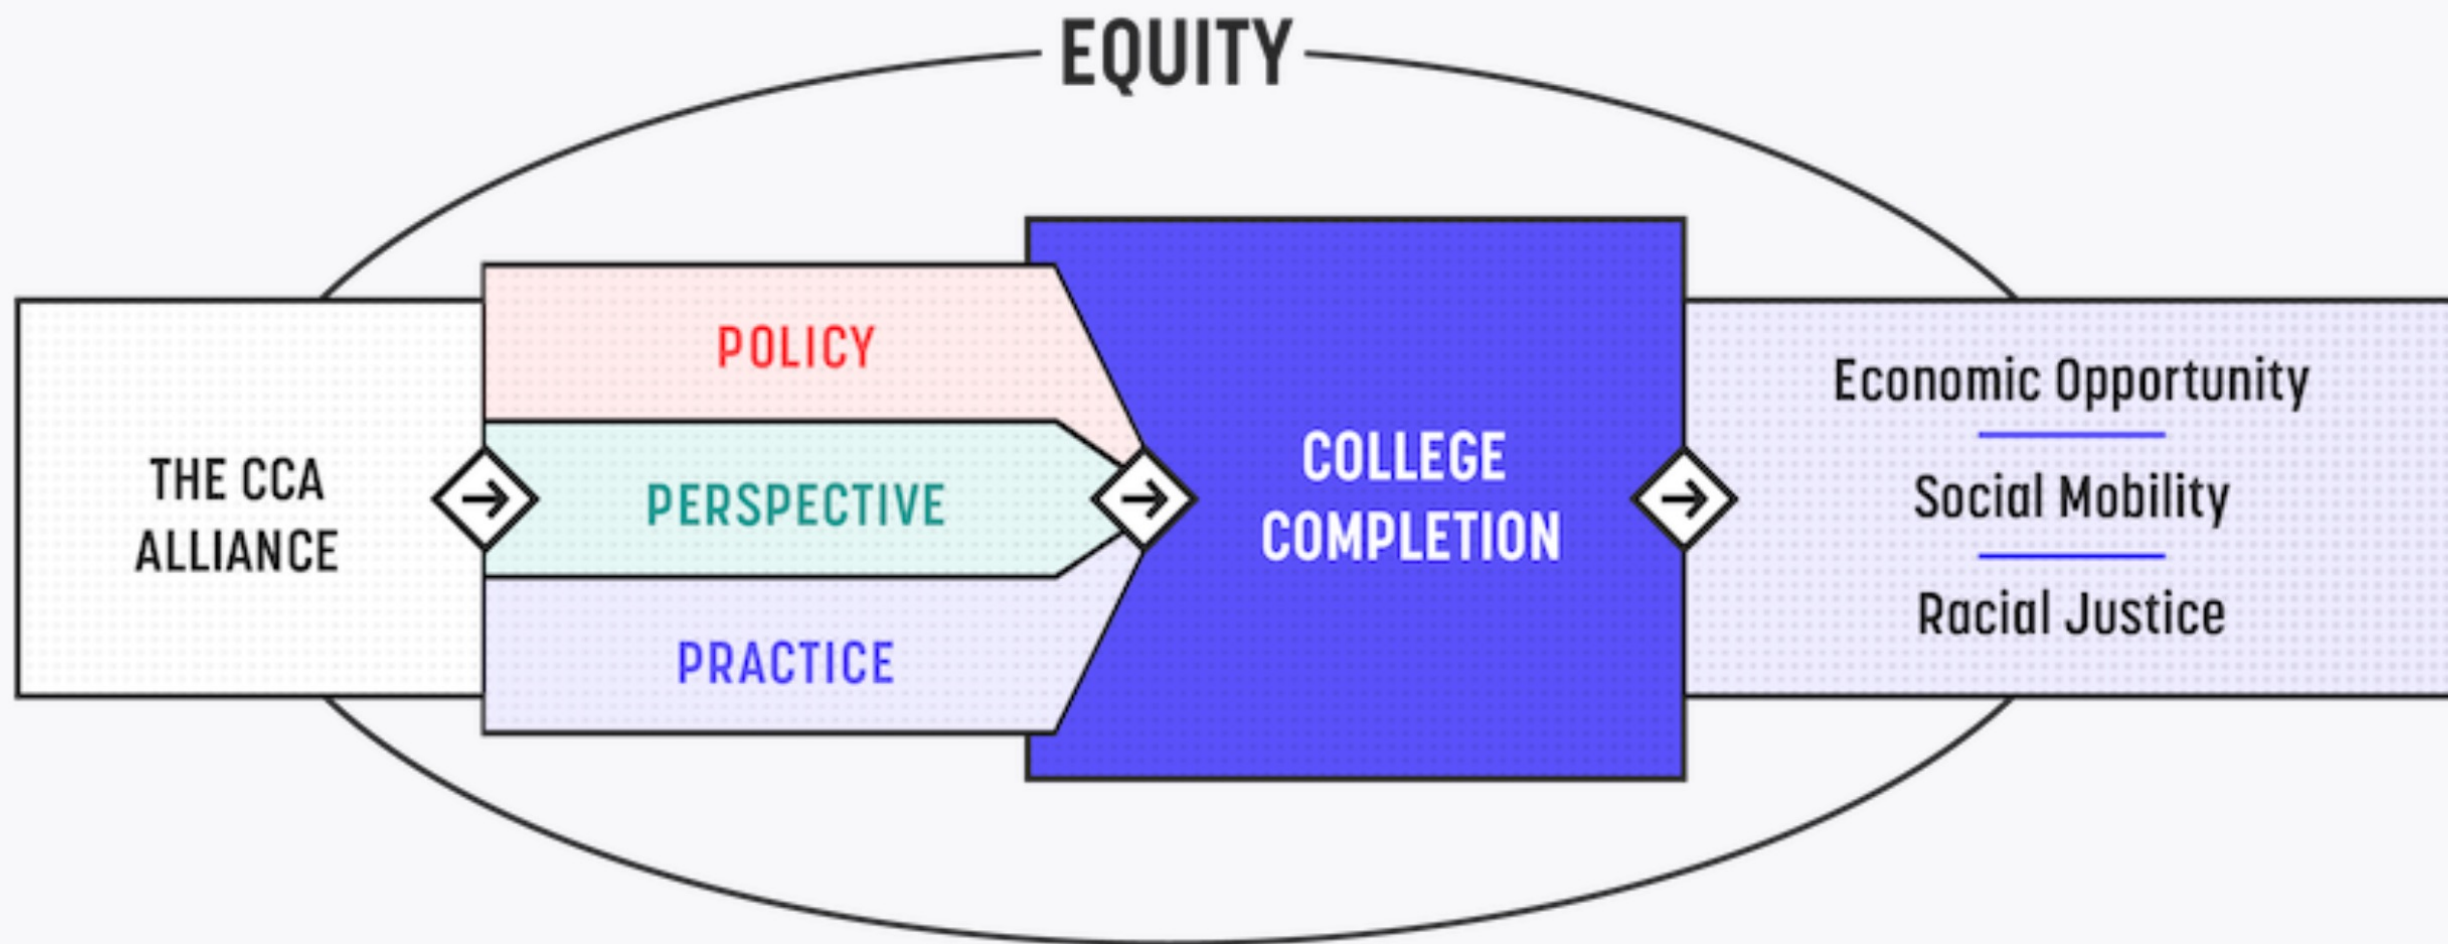 EQUITY
THE CCA
ALLIANCE
POLICY
PERSPECTIVE
PRACTICE
COLLEGE
COMPLETION
Economic Opportunity
Social Mobility
Racial Justice